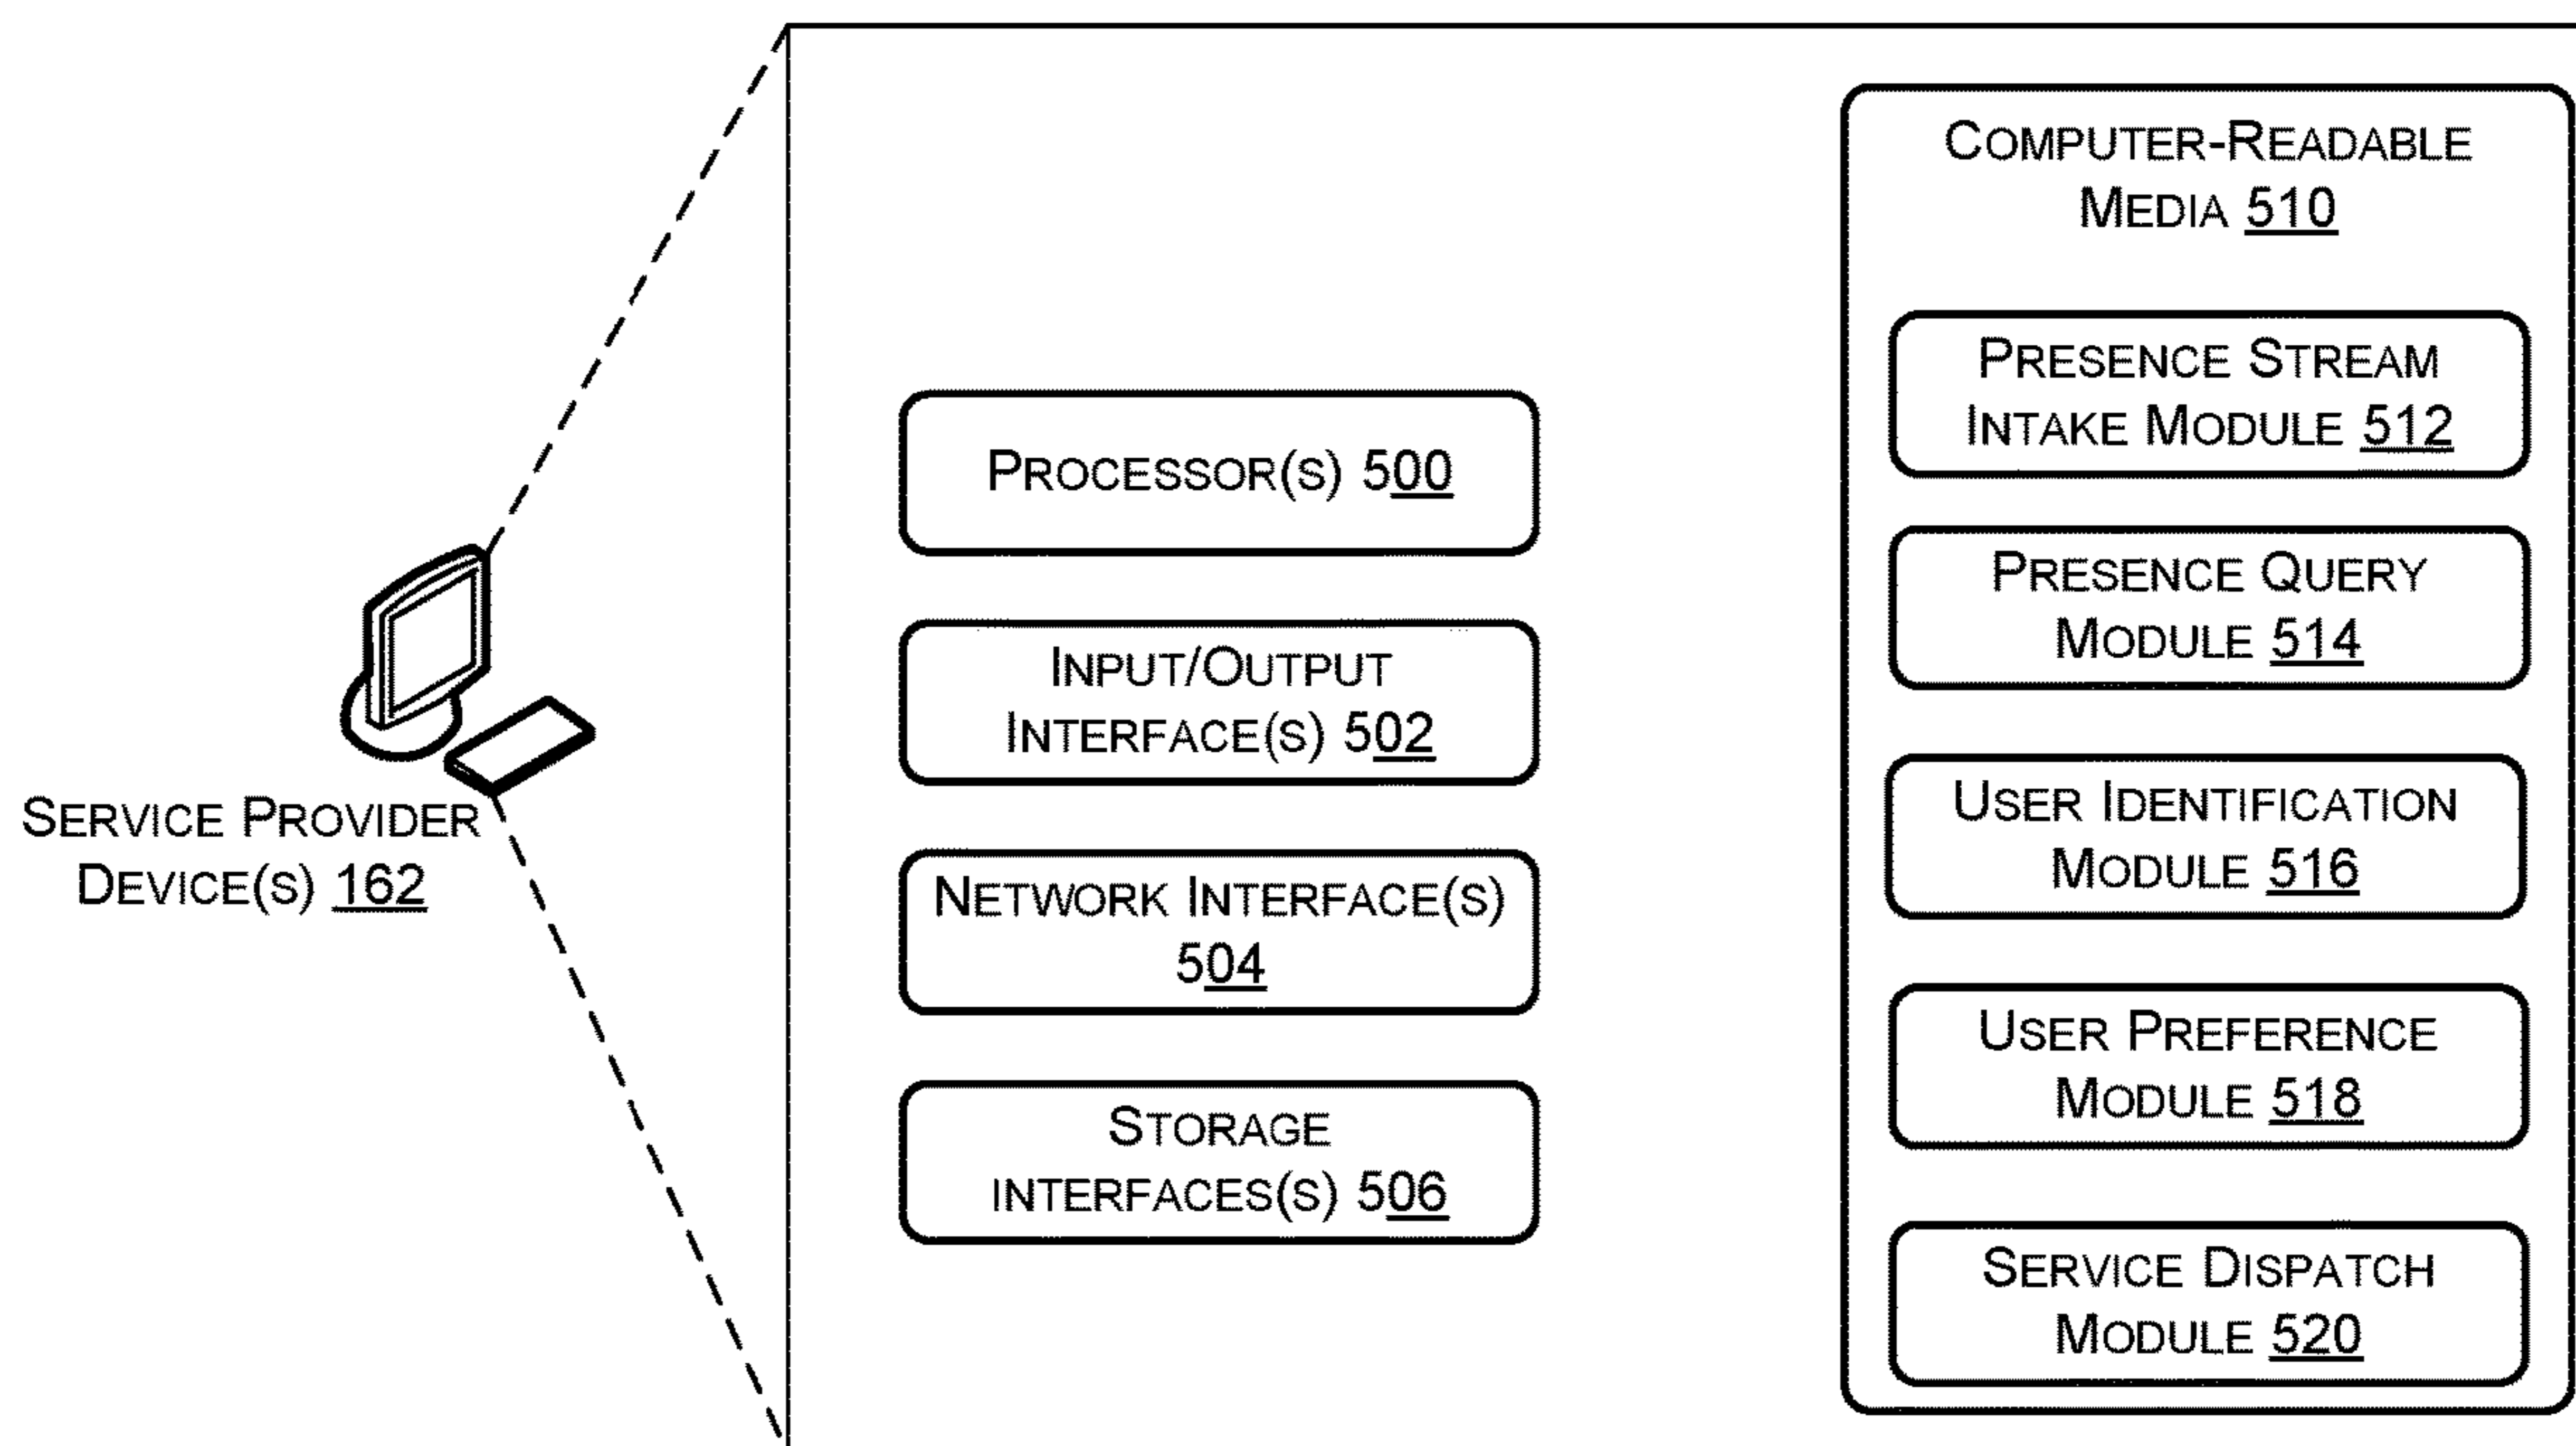 SERVICE PROVIDER
DEVICE(S) 162
PROCESSOR(S) 500
INPUT/OUTPUT
INTERFACE(S) 502
NETWORK INTERFACE(S)
504
STORAGE
INTERFACES(S) 506
COMPUTER-READABLE
MEDIA 510
PRESENCE STREAM
INTAKE MODULE 512
PRESENCE QUERY
MODULE 514
USER IDENTIFICATION
MODULE 516
USER PREFERENCE
MODULE 518
SERVICE DISPATCH
MODULE 520